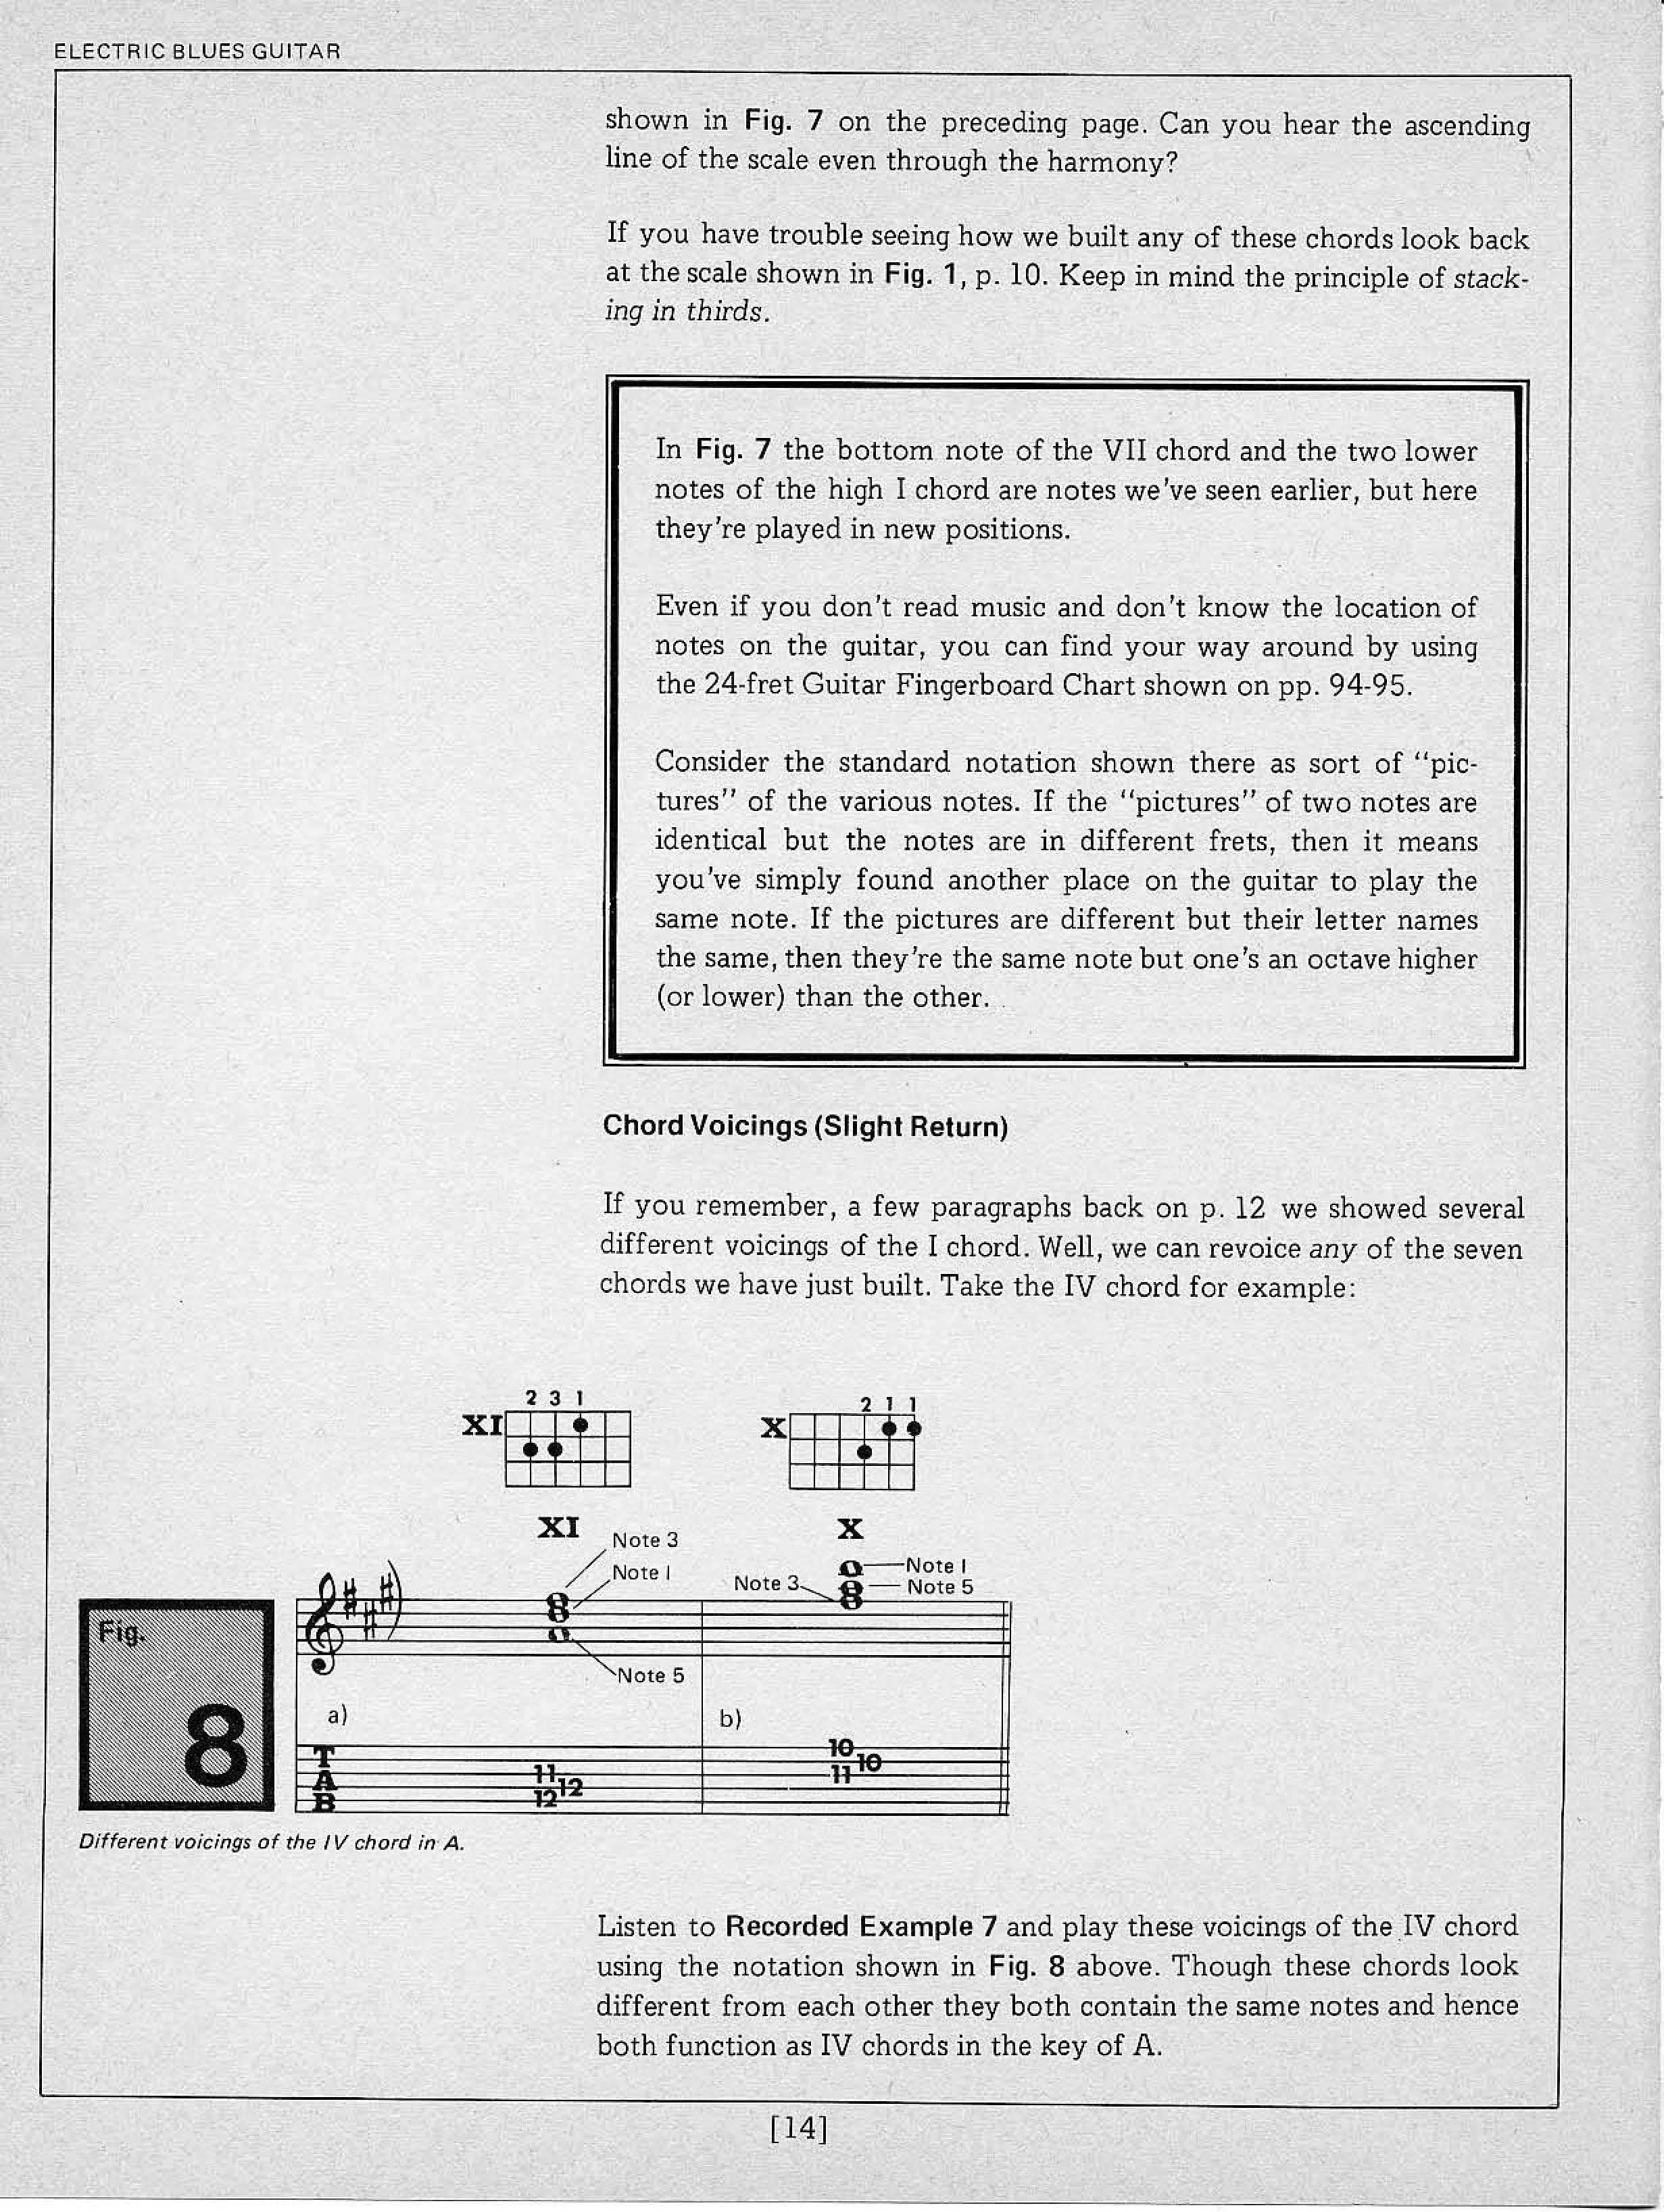 ELECTRIC BLUES GUITAR
shown in Fig. 7 on the preceding page. Can you hear the ascending
line of the scale even through the harmony?
If you have trouble seeing how we built any of these chords look back
at the scale shown in Fig. 1, p. 10. Keep in mind the principle of stack-
ing in thirds.
In Fig. 7 the bottom note of the VII chord and the two lower
notes of the high I chord are notes we've seen earlier, but here
they're played in new positions.
Even if you don't read music and don't know the location of
notes on the guitar, you can find your way around by using
the 24-fret Guitar Fingerboard Chart shown on pp. 94-95.
Consider the standard notation shown there as sort of "pic-
tures" of the various notes. If the "pictures" of two notes are
identical but the notes are in different frets, then it means
you've simply found another place on the guitar to play the
same note. If the pictures are different but their letter names
the same, then they're the same note but one's an octave higher
(or lower) than the other.
Chord Voicings (Slight Return)
If you remember, a few paragraphs back on p. 12 we showed several
different voicings of the I chord. Well, we can revoice any of the seven
chords we have just built. Take the IV chord for example:
2 3 1
XI
2 1 1
X
XI
Note 3
Note I
Note 5
X
Note 3
Note I
Note 5
Fig.
8
a)
b)
T
A
B
11
12
12
10
10
11
Different voicings of the IV chord in A.
Listen to Recorded Example 7 and play these voicings of the IV chord
using the notation shown in Fig. 8 above. Though these chords look
different from each other they both contain the same notes and hence
both function as IV chords in the key of A.
[14]